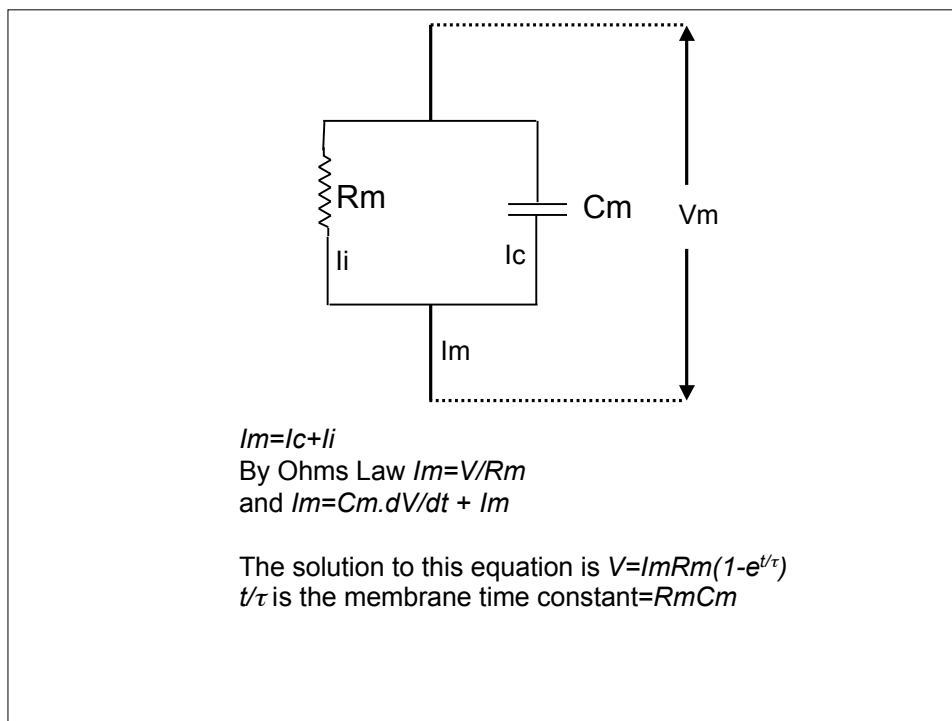 Rm
Cm
Vm
Ii
Ic
Im
Im=Ic+Ii
By Ohms Law Im=V/Rm
and Im=Cm.dV/dt + Im
The solution to this equation is V=ImRm(1-e^{t/τ})
t/τ is the membrane time constant=RmCm